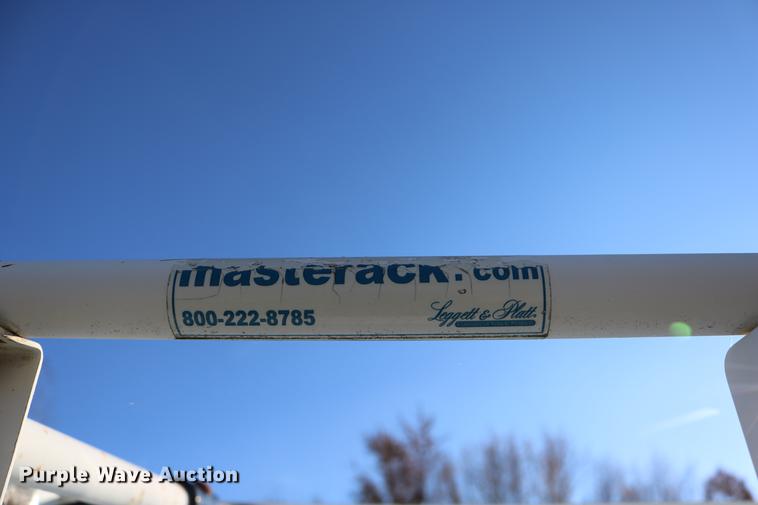 masterack.com
800-222-8785
Leggett & Platt
Purple Wave Auction